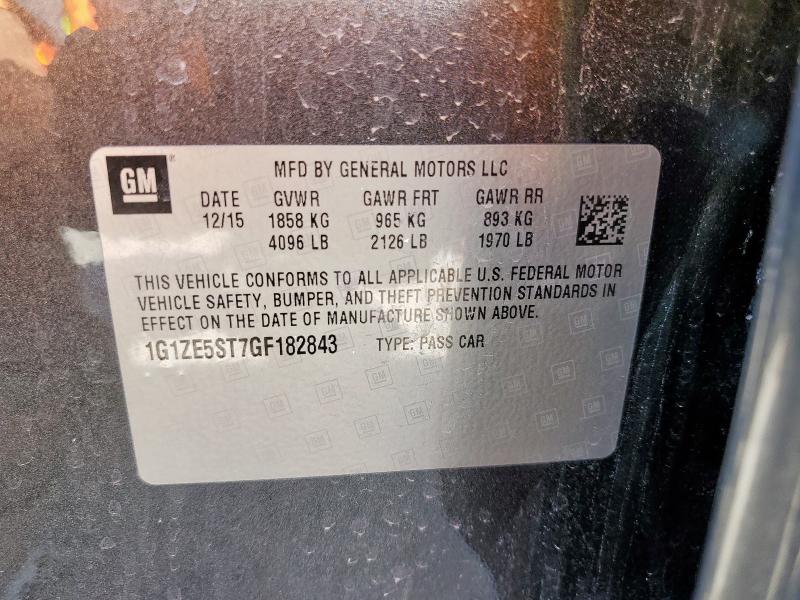 GM
MFD BY GENERAL MOTORS LLC
DATE GVWR GAWR FRT GAWR RR
12/15 1858 KG 965 KG 893 KG
4096 LB 2126 LB 1970 LB
THIS VEHICLE CONFORMS TO ALL APPLICABLE U.S. FEDERAL MOTOR
VEHICLE SAFETY, BUMPER, AND THEFT PREVENTION STANDARDS IN
EFFECT ON THE DATE OF MANUFACTURE SHOWN ABOVE.
1G1ZE5ST7GF182843 TYPE: PASS CAR